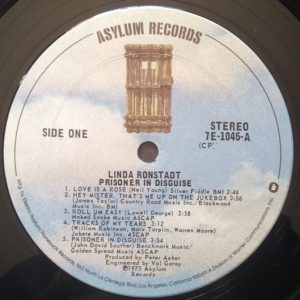 ASYLUM RECORDS
SIDE ONE
STEREO
7E-1045-A
(CP)
LINDA RONSTADT
PRISONER IN DISGUISE
1. LOVE IS A ROSE (Neil Young) Silver Fiddle BMI 2:46
2. HEY MISTER, THAT'S ME UP ON THE JUKEBOX 3:56
(James Taylor) Country Road Music Inc., Blackwood
Music Inc. BMI
3. ROLL UM EASY (Lowell George) 2:58
Naked Snake Music ASCAP
4. TRACKS OF MY TEARS 3:12
(William Robinson, Marv Tarplin, Warren Moore)
Jobete Music Inc. ASCAP
5. PRISONER IN DISGUISE 3:54
(John David Souther) Benchmark Music/
Golden Spread Music ASCAP
Produced by Peter Asher
Engineered by Val Garay
©1975 Asylum
Records